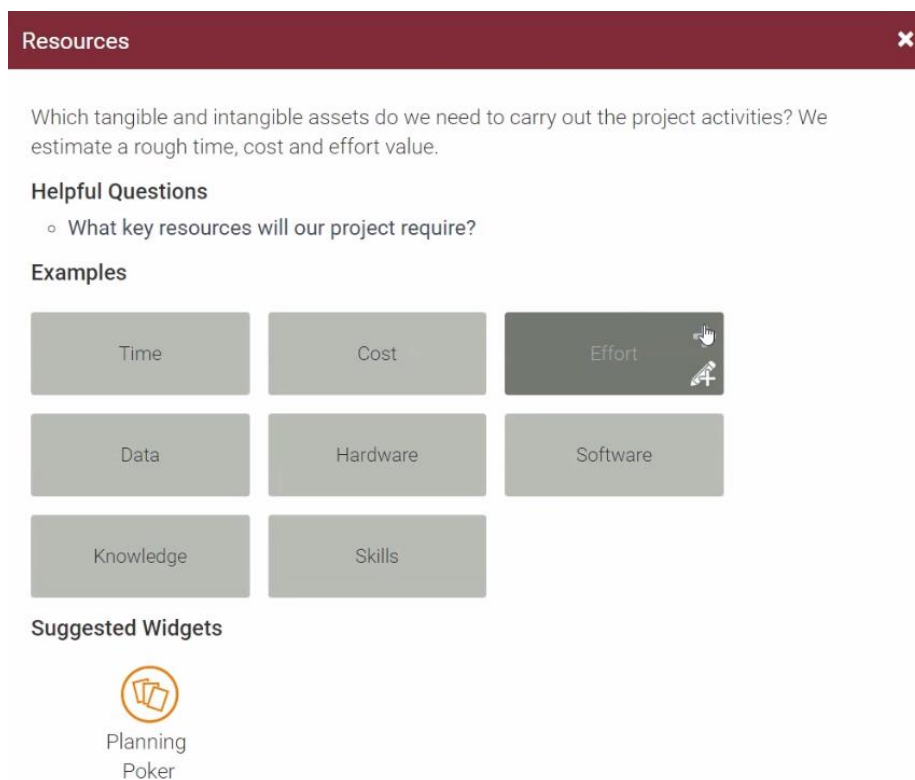 Resources
Which tangible and intangible assets do we need to carry out the project activities? We
estimate a rough time, cost and effort value.
Helpful Questions
What key resources will our project require?
Examples
Time
Cost
Effort
Data
Hardware
Software
Knowledge
Skills
Suggested Widgets
Planning
Poker